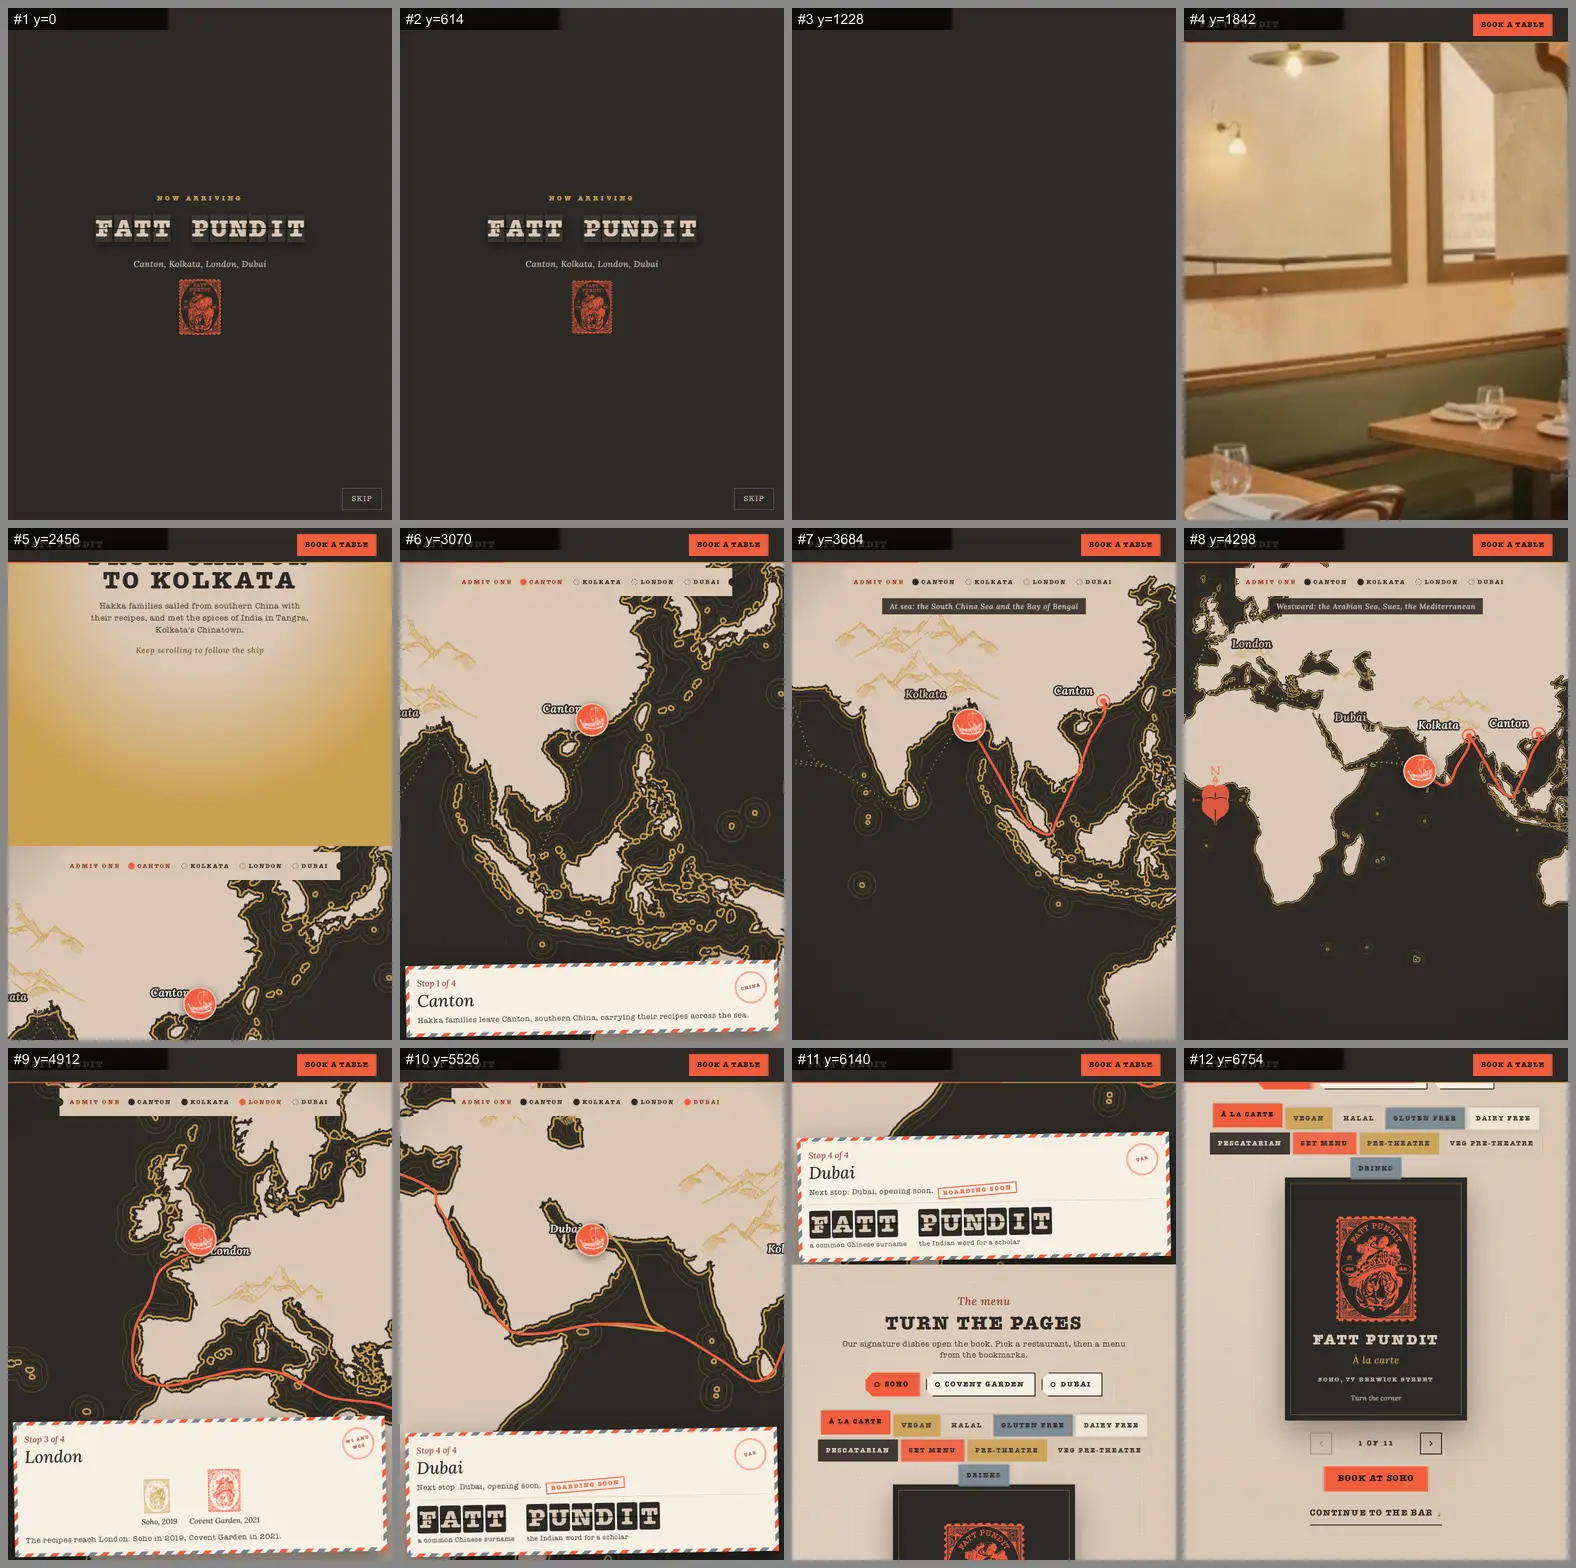 #1 y=0
NOW ARRIVING
FATT PUNDIT
Canton, Kolkata, London, Dubai
FATT PUNDIT
SKIP
#2 y=614
NOW ARRIVING
FATT PUNDIT
Canton, Kolkata, London, Dubai
FATT PUNDIT
SKIP
#3 y=1228
#4 y=1842
BOOK A TABLE
#5 y=2456
BOOK A TABLE
TO KOLKATA
Hakka families sailed from southern China with
their recipes, and met the spices of India in Tangra,
Kolkata's Chinatown.
Keep scrolling to follow the ship
ADMIT ONE CANTON KOLKATA LONDON DUBAI
Canton
#6 y=3070
BOOK A TABLE
ADMIT ONE CANTON KOLKATA LONDON DUBAI
Canton
Stop 1 of 4
Canton
CHINA
Hakka families leave Canton, southern China, carrying their recipes across the sea.
#7 y=3684
BOOK A TABLE
ADMIT ONE CANTON KOLKATA LONDON DUBAI
At sea: the South China Sea and the Bay of Bengal
Kolkata
Canton
#8 y=4298
BOOK A TABLE
ADMIT ONE CANTON KOLKATA LONDON DUBAI
Westward: the Arabian Sea, Suez, the Mediterranean
London
Dubai
Kolkata
Canton
N
#9 y=4912
BOOK A TABLE
ADMIT ONE CANTON KOLKATA LONDON DUBAI
London
Stop 3 of 4
London
W1 AND WC2
Soho, 2019
Covent Garden, 2021
The recipes reach London: Soho in 2019, Covent Garden in 2021.
#10 y=5526
BOOK A TABLE
ADMIT ONE CANTON KOLKATA LONDON DUBAI
Dubai
Kol
Stop 4 of 4
Dubai
UAE
Next stop: Dubai, opening soon. BOARDING SOON
FATT PUNDIT
a common Chinese surname the Indian word for a scholar
#11 y=6140
BOOK A TABLE
Stop 4 of 4
Dubai
UAE
Next stop: Dubai, opening soon. BOARDING SOON
FATT PUNDIT
a common Chinese surname the Indian word for a scholar
The menu
TURN THE PAGES
Our signature dishes open the book. Pick a restaurant, then a menu
from the bookmarks.
SOHO COVENT GARDEN DUBAI
À LA CARTE VEGAN HALAL GLUTEN FREE DAIRY FREE
PESCATARIAN SET MENU PRE-THEATRE VEG PRE-THEATRE
DRINKS
FATT PUNDIT
#12 y=6754
BOOK A TABLE
À LA CARTE VEGAN HALAL GLUTEN FREE DAIRY FREE
PESCATARIAN SET MENU PRE-THEATRE VEG PRE-THEATRE
DRINKS
FATT PUNDIT
FATT PUNDIT
À la carte
SOHO, 77 BERWICK STREET
Turn the corner
‹ 1 OF 11 ›
BOOK AT SOHO
CONTINUE TO THE BAR